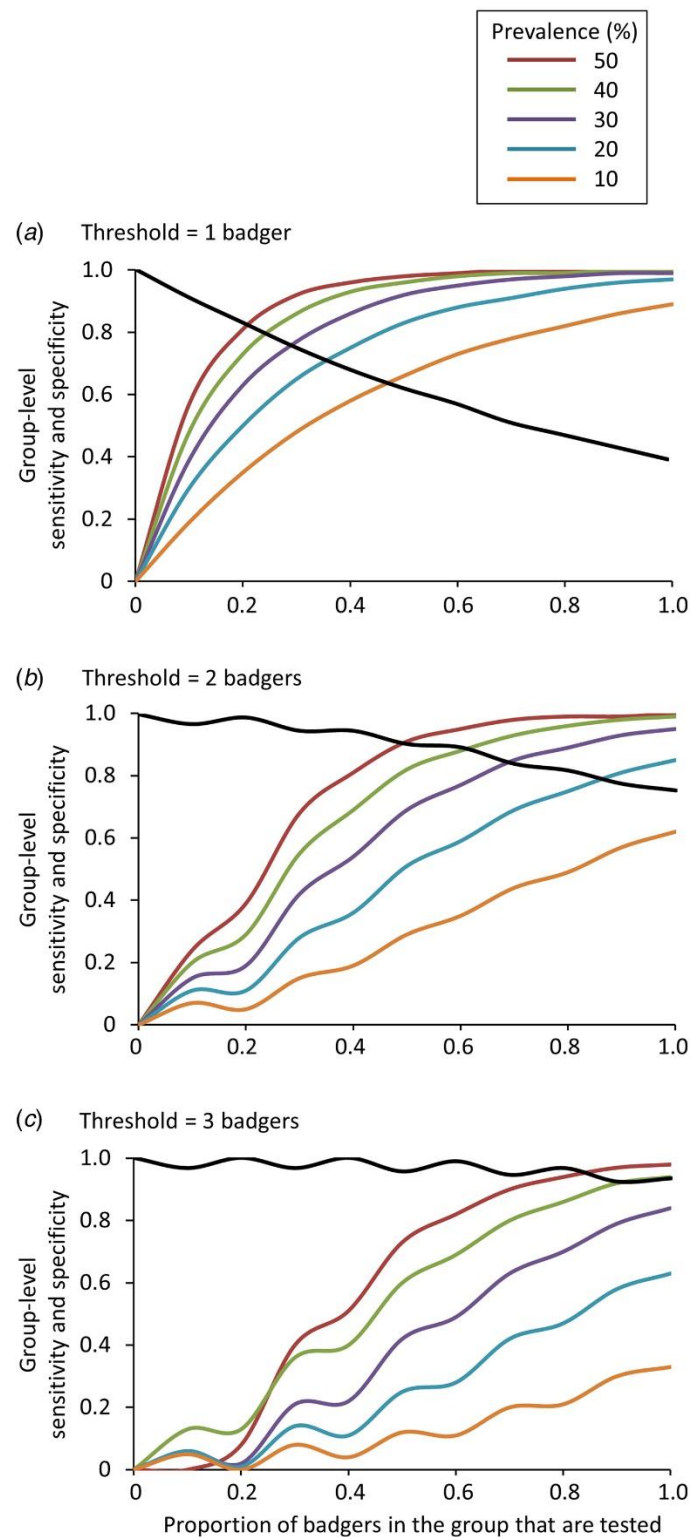 Prevalence (%)
50
40
30
20
10
(a) Threshold = 1 badger
1.0
0.8
0.6
0.4
0.2
0
Group-level
sensitivity and specificity
0 0.2 0.4 0.6 0.8 1.0
(b) Threshold = 2 badgers
1.0
0.8
0.6
0.4
0.2
0
Group-level
sensitivity and specificity
0 0.2 0.4 0.6 0.8 1.0
(c) Threshold = 3 badgers
1.0
0.8
0.6
0.4
0.2
0
Group-level
sensitivity and specificity
0 0.2 0.4 0.6 0.8 1.0
Proportion of badgers in the group that are tested